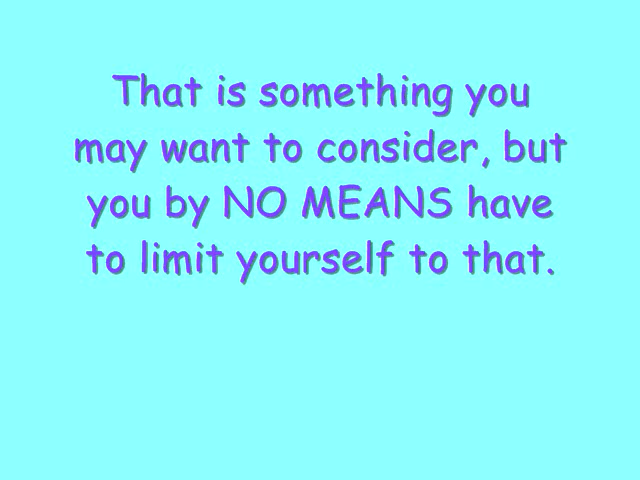 That is something you
may want to consider, but
you by NO MEANS have
to limit yourself to that.